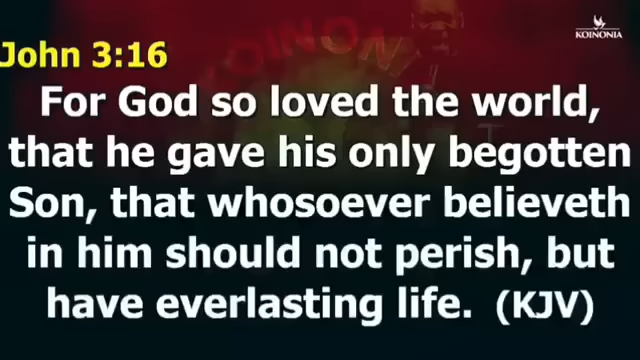 KOINONIA
KOINONIA
John 3:16
For God so loved the world,
that he gave his only begotten
Son, that whosoever believeth
in him should not perish, but
have everlasting life. (KJV)